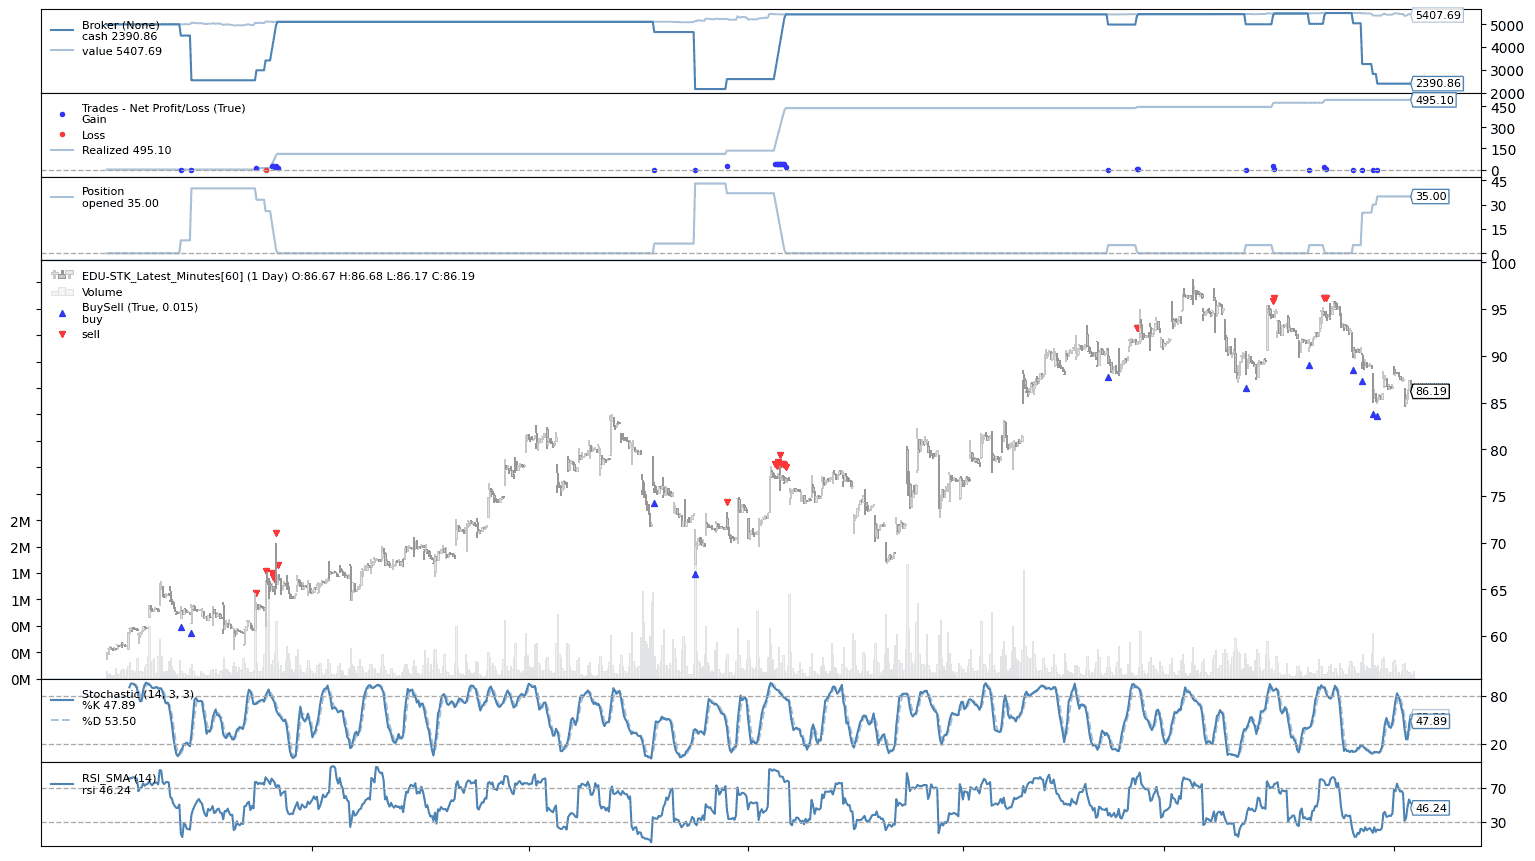 Broker (None)
cash 2390.86
value 5407.69
5407.69
5000
4000
3000
2390.86
2000
Trades - Net Profit/Loss (True)
Gain
Loss
Realized 495.10
495.10
450
300
150
0
Position
opened 35.00
45
35.00
30
15
0
EDU-STK_Latest_Minutes[60] (1 Day) O:86.67 H:86.68 L:86.17 C:86.19
Volume
BuySell (True, 0.015)
buy
sell
100
95
90
86.19
85
80
75
70
65
60
2M
2M
1M
1M
0M
0M
0M
Stochastic (14, 3, 3)
%K 47.89
%D 53.50
80
47.89
20
RSI_SMA (14)
rsi 46.24
70
46.24
30